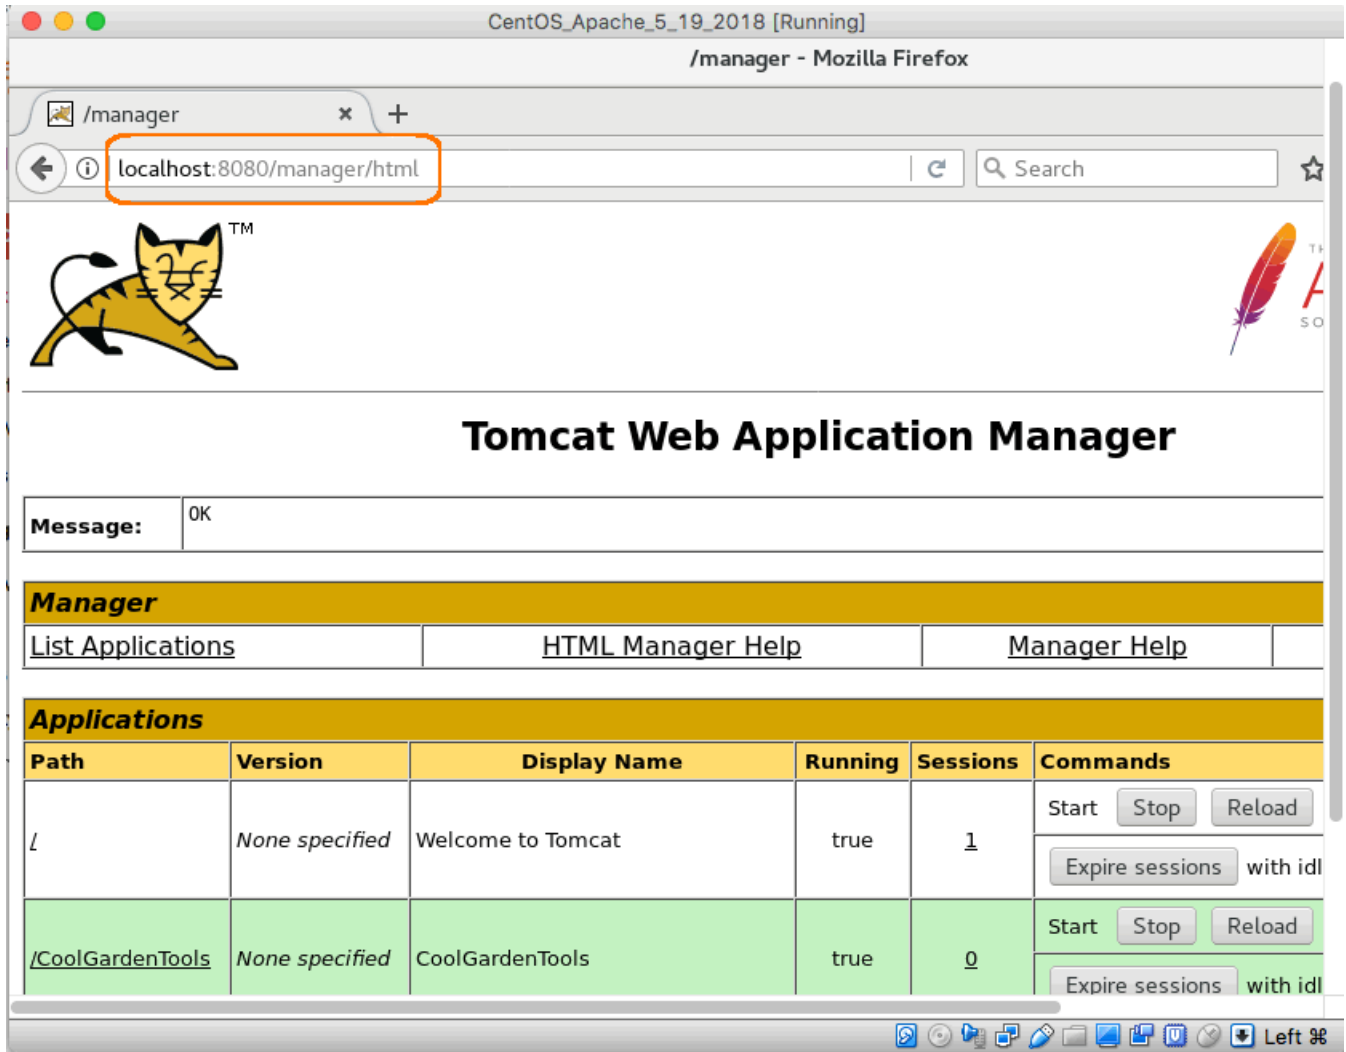 CentOS_Apache_5_19_2018 [Running]
/manager - Mozilla Firefox
/manager
localhost:8080/manager/html
Search
TM
Tomcat Web Application Manager
Message: OK
Manager
List Applications HTML Manager Help Manager Help
Applications
Path Version Display Name Running Sessions Commands
Start Stop Reload
/ None specified Welcome to Tomcat true 1
Expire sessions with idl
Start Stop Reload
/CoolGardenTools None specified CoolGardenTools true 0
Expire sessions with idl
Left ⌘